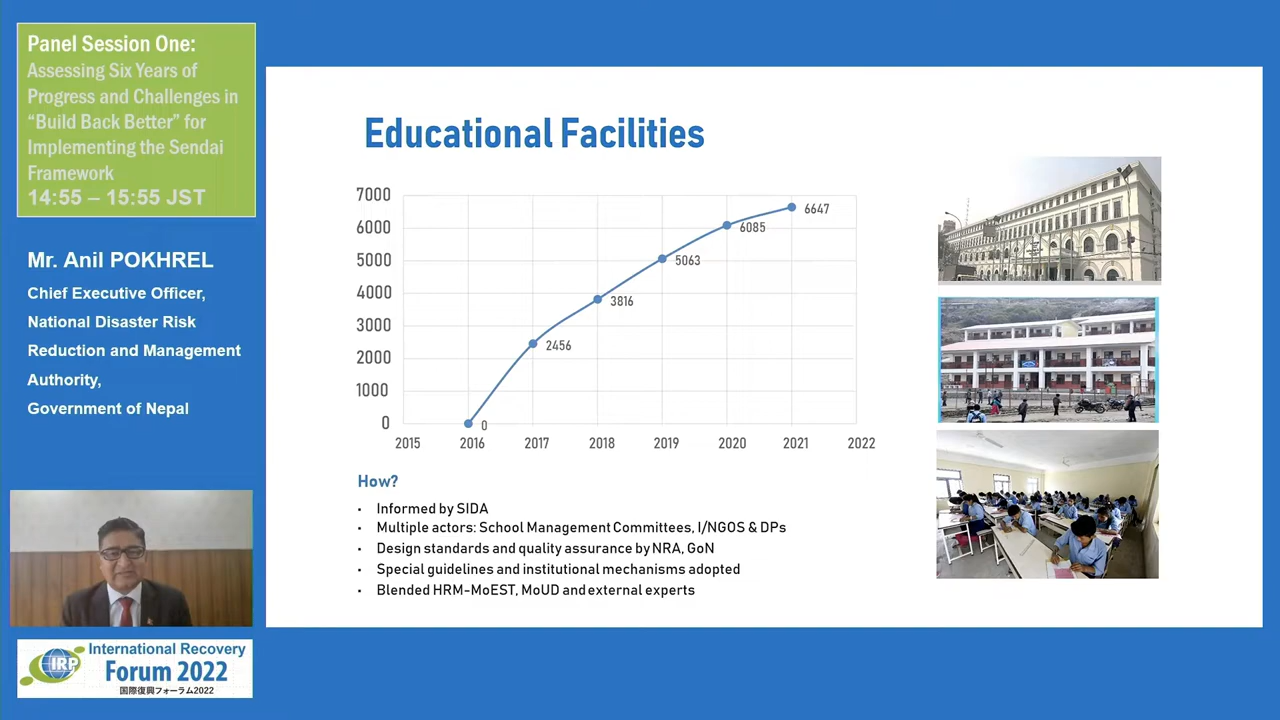 Panel Session One:
Assessing Six Years of
Progress and Challenges in
“Build Back Better” for
Implementing the Sendai
Framework
14:55 – 15:55 JST
Mr. Anil POKHREL
Chief Executive Officer,
National Disaster Risk
Reduction and Management
Authority,
Government of Nepal
IRP
International Recovery
Forum 2022
国際復興フォーラム2022
Educational Facilities
7000
6000
5000
4000
3000
2000
1000
0
0
2456
3816
5063
6085
6647
2015 2016 2017 2018 2019 2020 2021 2022
How?
• Informed by SIDA
• Multiple actors: School Management Committees, I/NGOS & DPs
• Design standards and quality assurance by NRA, GoN
• Special guidelines and institutional mechanisms adopted
• Blended HRM-MoEST, MoUD and external experts